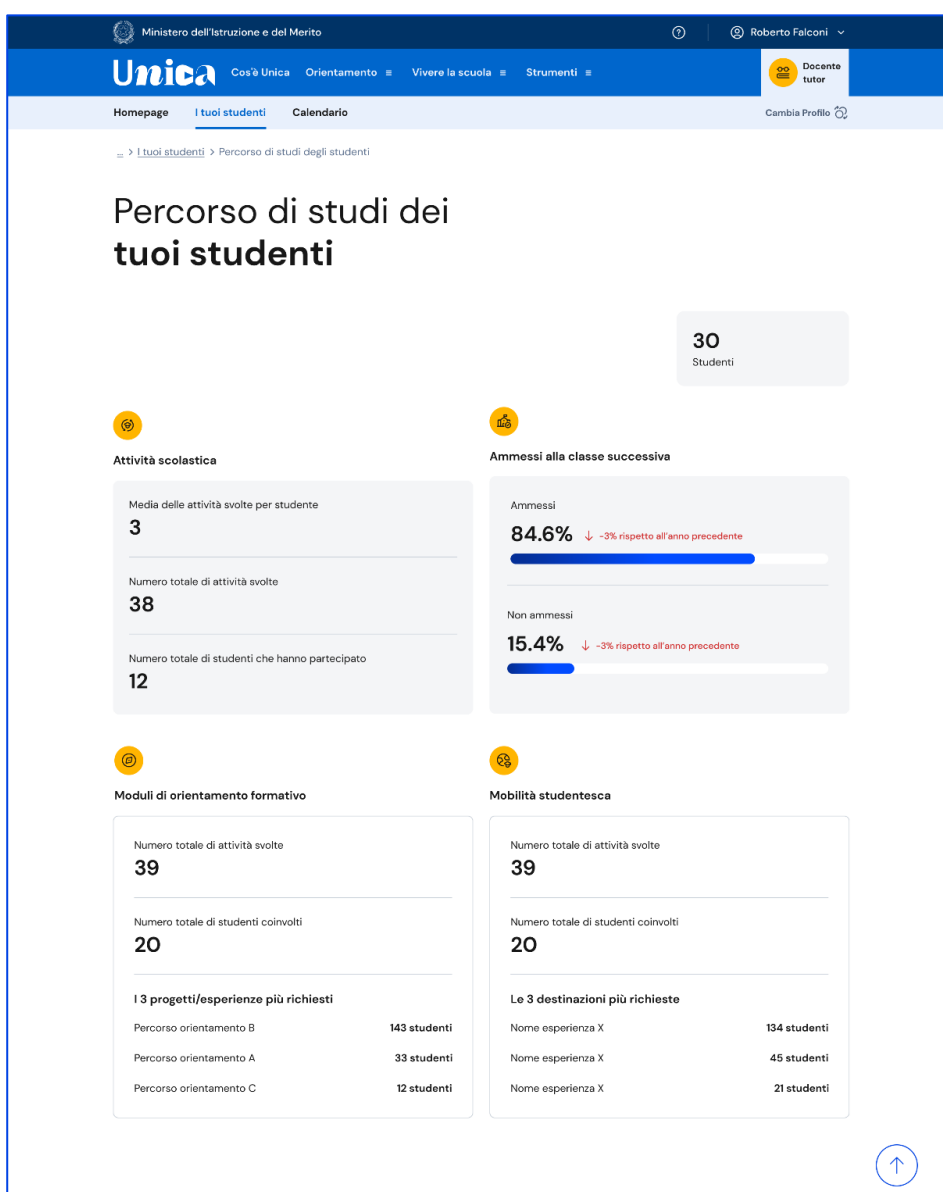 Ministero dell'Istruzione e del Merito
Roberto Falconi
Unica
Cos'è Unica
Orientamento
Vivere la scuola
Strumenti
Docente
tutor
Homepage
I tuoi studenti
Calendario
Cambia Profilo
... > I tuoi studenti > Percorso di studi degli studenti
Percorso di studi dei
tuoi studenti
30
Studenti
Attività scolastica
Media delle attività svolte per studente
3
Numero totale di attività svolte
38
Numero totale di studenti che hanno partecipato
12
Ammessi alla classe successiva
Ammessi
84.6% ↓ -3% rispetto all'anno precedente
Non ammessi
15.4% ↓ -3% rispetto all'anno precedente
Moduli di orientamento formativo
Numero totale di attività svolte
39
Numero totale di studenti coinvolti
20
I 3 progetti/esperienze più richiesti
Percorso orientamento B 143 studenti
Percorso orientamento A 33 studenti
Percorso orientamento C 12 studenti
Mobilità studentesca
Numero totale di attività svolte
39
Numero totale di studenti coinvolti
20
Le 3 destinazioni più richieste
Nome esperienza X 134 studenti
Nome esperienza X 45 studenti
Nome esperienza X 21 studenti